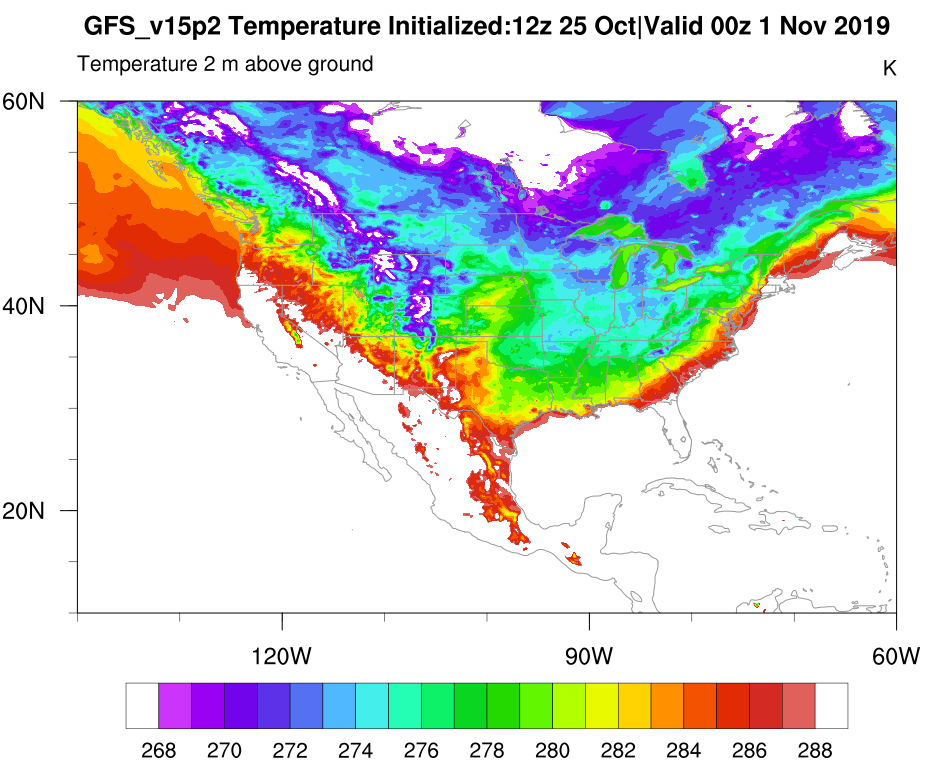 GFS_v15p2 Temperature Initialized:12z 25 Oct|Valid 00z 1 Nov 2019
Temperature 2 m above ground
K
60N
40N
20N
120W
90W
60W
268
270
272
274
276
278
280
282
284
286
288